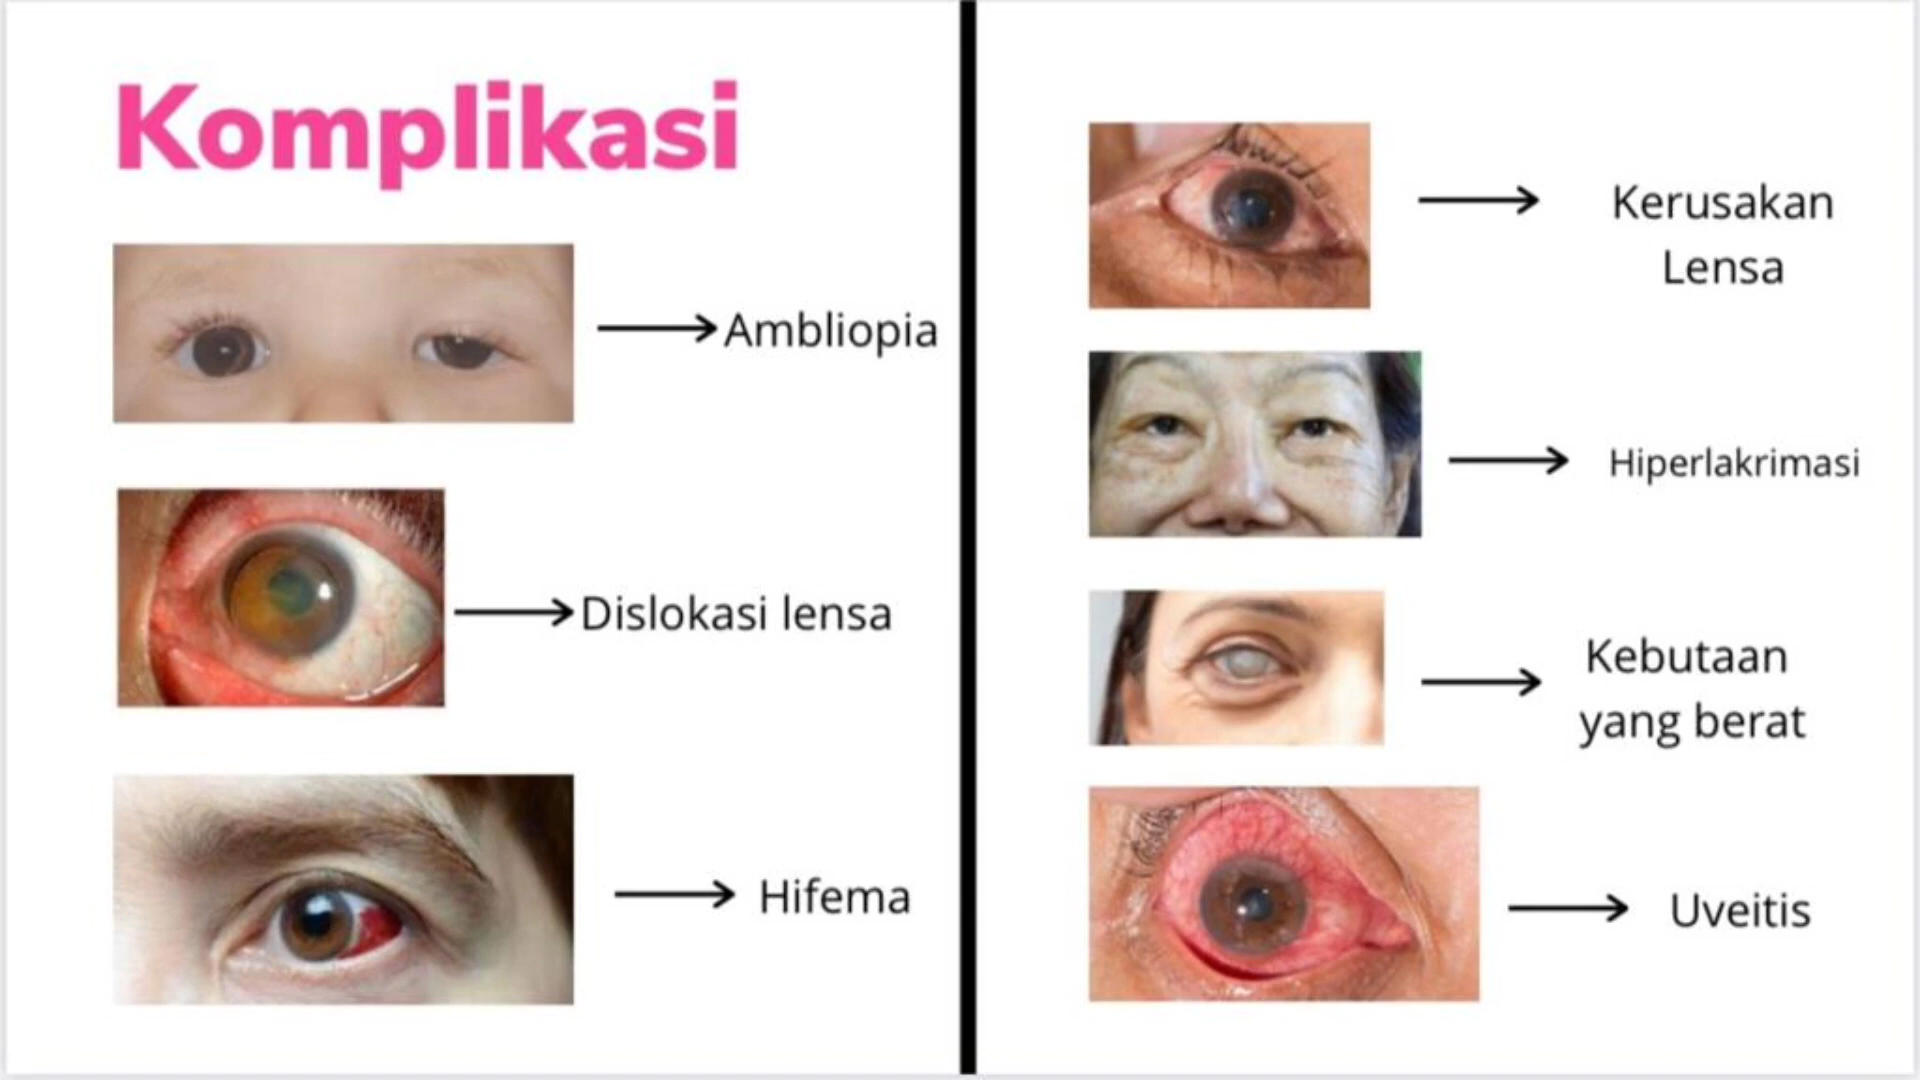 Komplikasi
Ambliopia
Dislokasi lensa
Hifema
Kerusakan
Lensa
Hiperlakrimasi
Kebutaan
yang berat
Uveitis